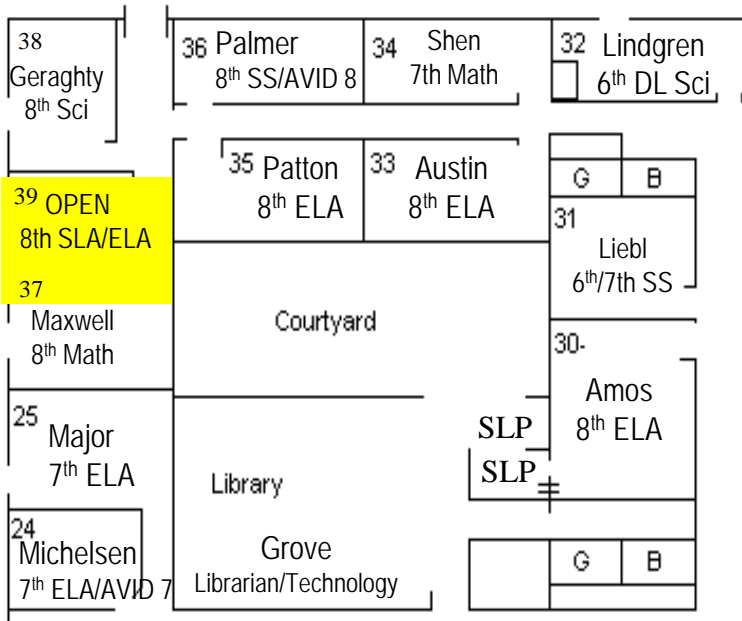 38
Geraghty
8th Sci
36 Palmer
8th SS/AVID 8
34 Shen
7th Math
32 Lindgren
6th DL Sci
35 Patton
8th ELA
33 Austin
8th ELA
G B
31
Liebl
6th/7th SS
39 OPEN
8th SLA/ELA
37
Maxwell
8th Math
Courtyard
30-
Amos
8th ELA
25
Major
7th ELA
SLP
SLP
Library
24
Michelsen
7th ELA/AVID 7
Grove
Librarian/Technology
G B